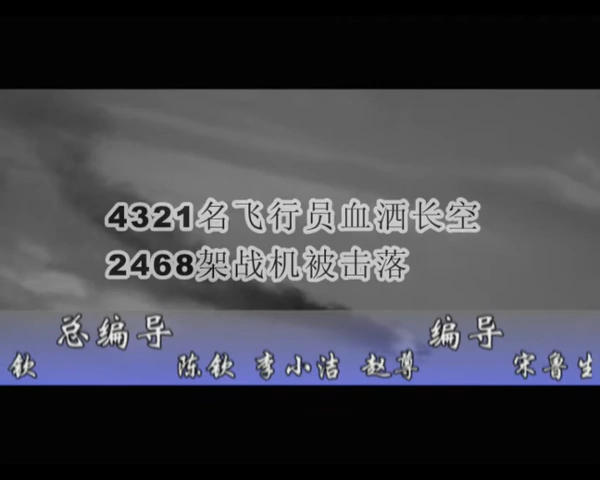 4321名飞行员血洒长空
2468架战机被击落
总编导 编导
钦 陈钦 李小洁 赵尊 宋鲁生